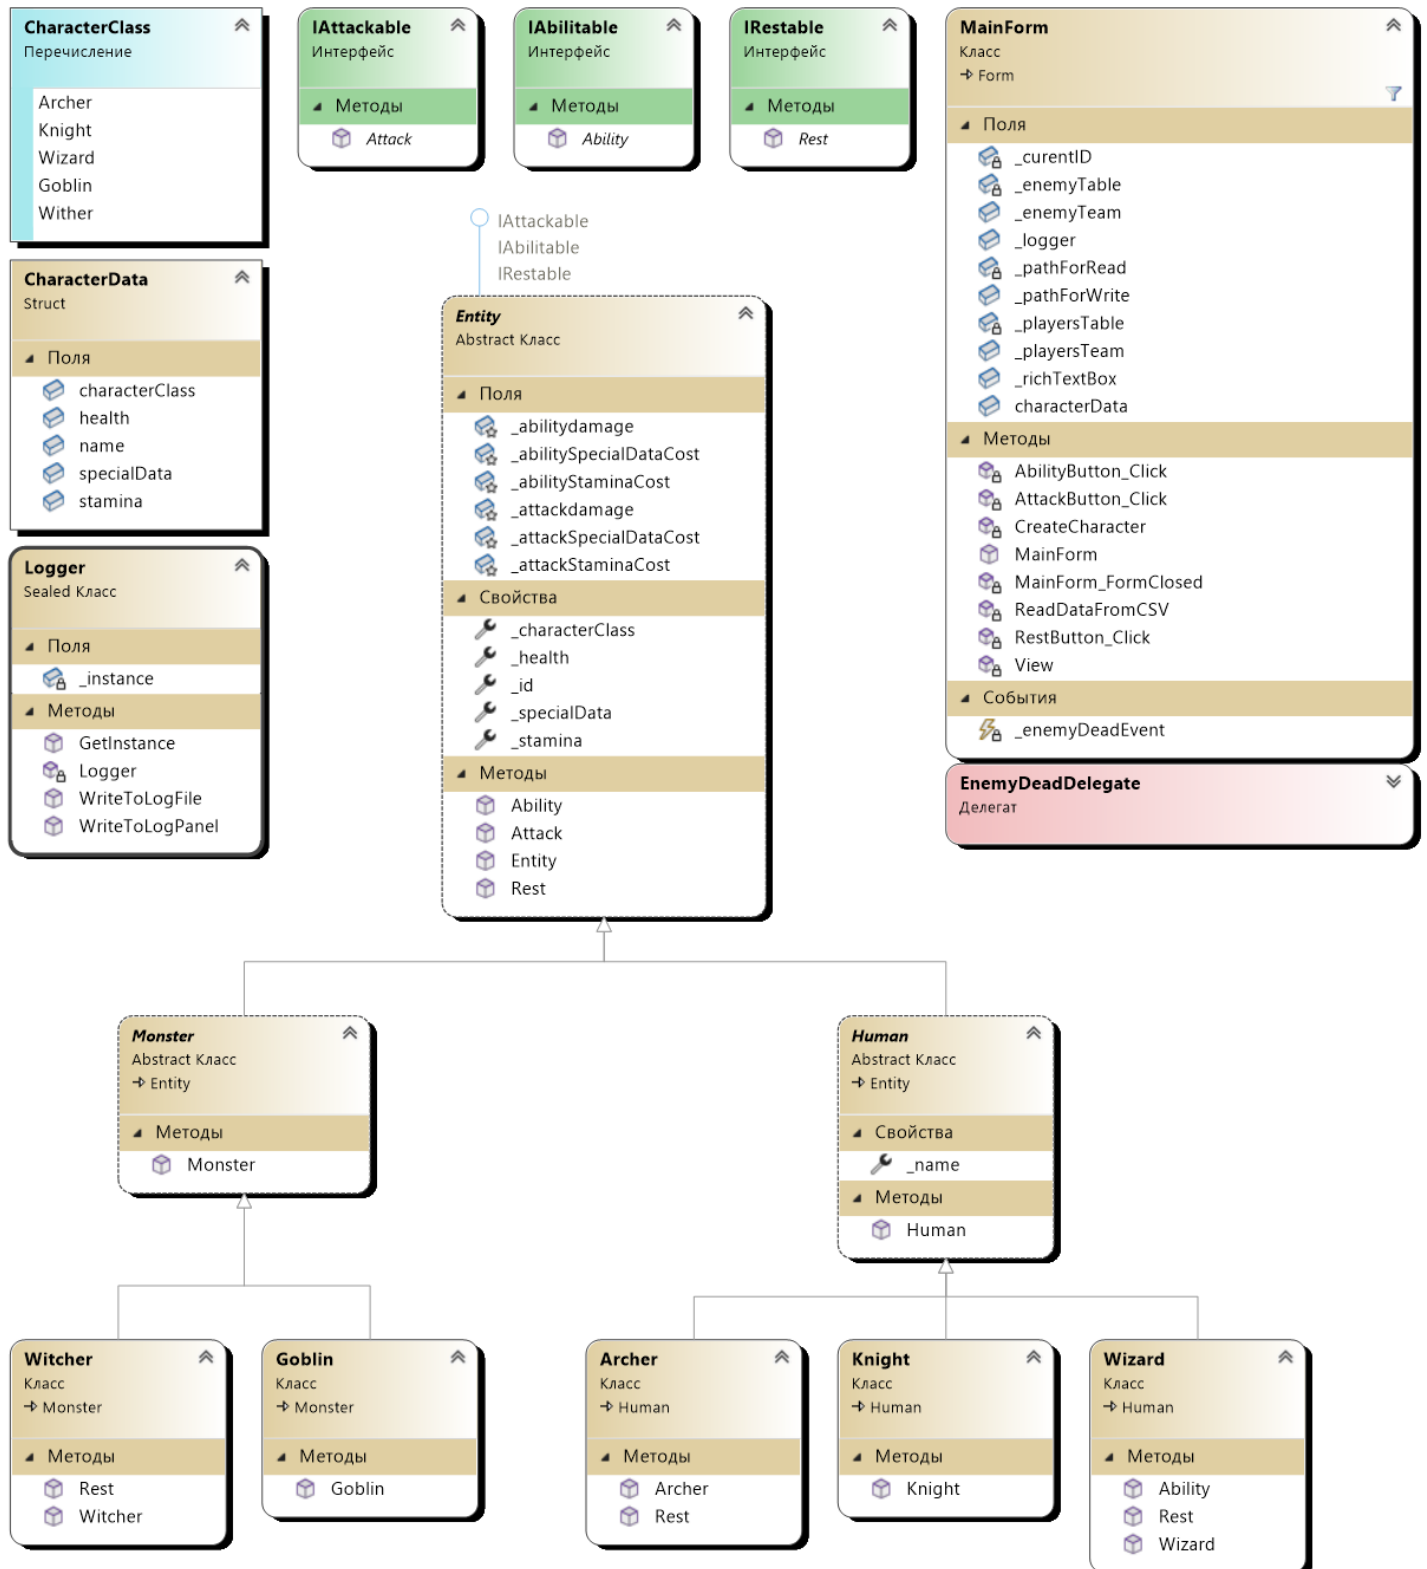 CharacterClass
Перечисление
Archer
Knight
Wizard
Goblin
Wither
IAttackable
Интерфейс
Методы
Attack
IAbilitable
Интерфейс
Методы
Ability
IRestable
Интерфейс
Методы
Rest
MainForm
Класс
Form
Поля
_curentID
_enemyTable
_enemyTeam
_logger
_pathForRead
_pathForWrite
_playersTable
_playersTeam
_richTextBox
characterData
Методы
AbilityButton_Click
AttackButton_Click
CreateCharacter
MainForm
MainForm_FormClosed
ReadDataFromCSV
RestButton_Click
View
События
_enemyDeadEvent
EnemyDeadDelegate
Делегат
CharacterData
Struct
Поля
characterClass
health
name
specialData
stamina
Logger
Sealed Класс
Поля
_instance
Методы
GetInstance
Logger
WriteToLogFile
WriteToLogPanel
IAttackable
IAbilitable
IRestable
Entity
Abstract Класс
Поля
_abilitydamage
_abilitySpecialDataCost
_abilityStaminaCost
_attackdamage
_attackSpecialDataCost
_attackStaminaCost
Свойства
_characterClass
_health
_id
_specialData
_stamina
Методы
Ability
Attack
Entity
Rest
Monster
Abstract Класс
Entity
Методы
Monster
Human
Abstract Класс
Entity
Свойства
_name
Методы
Human
Witcher
Класс
Monster
Методы
Rest
Witcher
Goblin
Класс
Monster
Методы
Goblin
Archer
Класс
Human
Методы
Archer
Rest
Knight
Класс
Human
Методы
Knight
Wizard
Класс
Human
Методы
Ability
Rest
Wizard